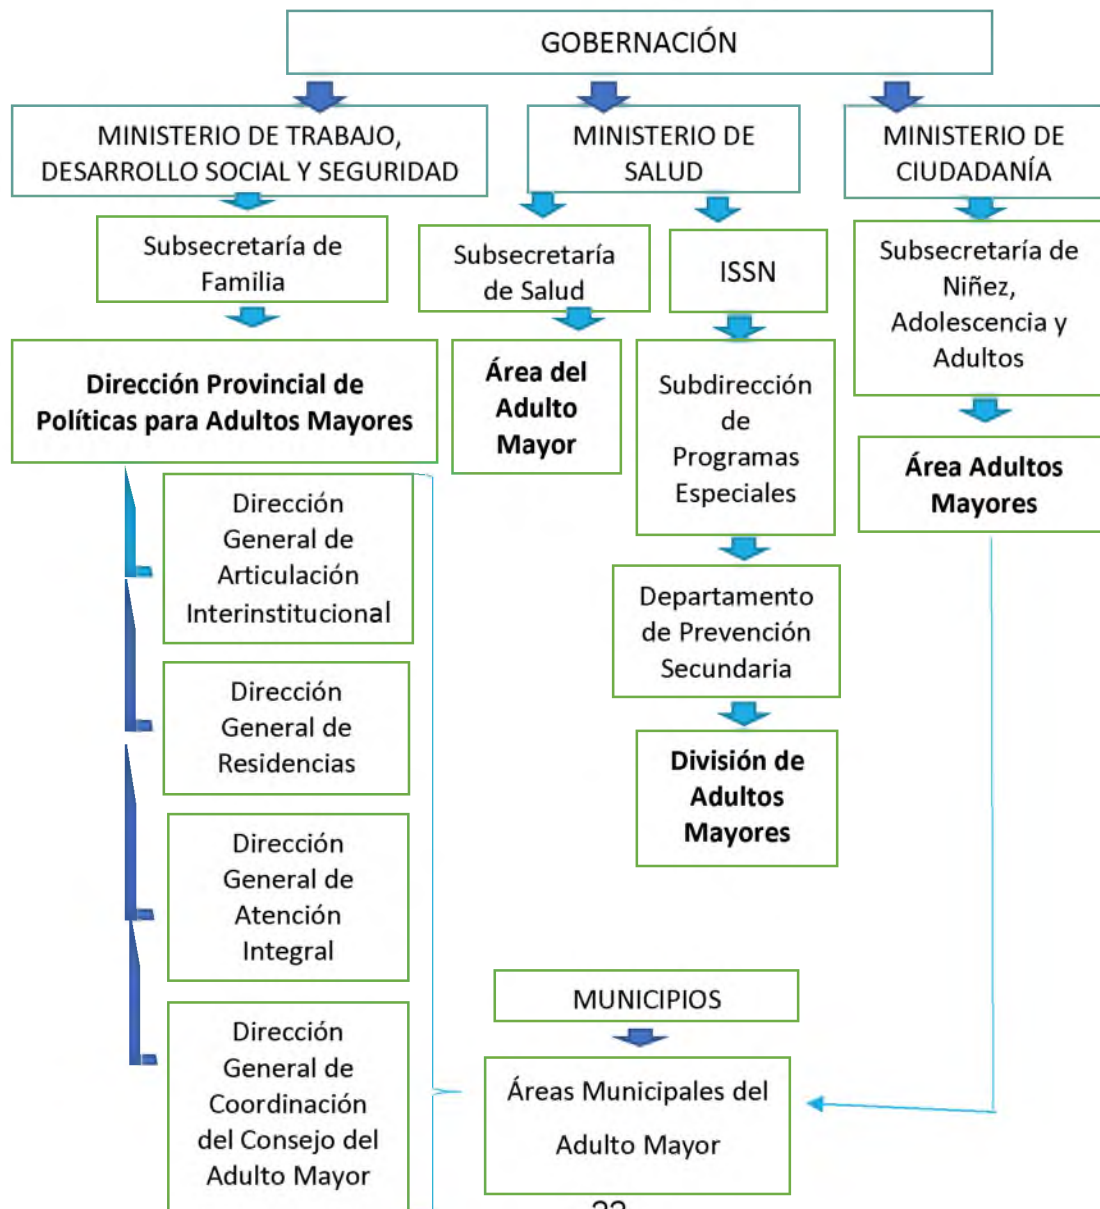 GOBERNACIÓN
MINISTERIO DE TRABAJO,
DESARROLLO SOCIAL Y SEGURIDAD
MINISTERIO DE
SALUD
MINISTERIO DE
CIUDADANÍA
Subsecretaría de
Familia
Subsecretaría
de Salud
ISSN
Subsecretaría de
Niñez,
Adolescencia y
Adultos
Dirección Provincial de
Políticas para Adultos Mayores
Área del
Adulto
Mayor
Subdirección
de
Programas
Especiales
Área Adultos
Mayores
Dirección
General de
Articulación
Interinstitucional
Departamento
de Prevención
Secundaria
Dirección
General de
Residencias
División de
Adultos
Mayores
Dirección
General de
Atención
Integral
MUNICIPIOS
Dirección
General de
Coordinación
del Consejo del
Adulto Mayor
Áreas Municipales del
Adulto Mayor